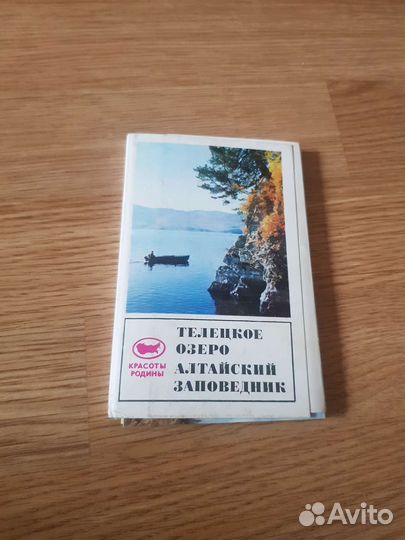 ТЕЛЕЦКОЕ
ОЗЕРО
АЛТАЙСКИЙ
ЗАПОВЕДНИК
КРАСОТЫ
РОДИНЫ
Avito